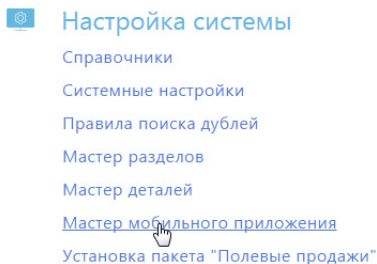 Настройка системы
Справочники
Системные настройки
Правила поиска дублей
Мастер разделов
Мастер деталей
Мастер мобильного приложения
Установка пакета "Полевые продажи"